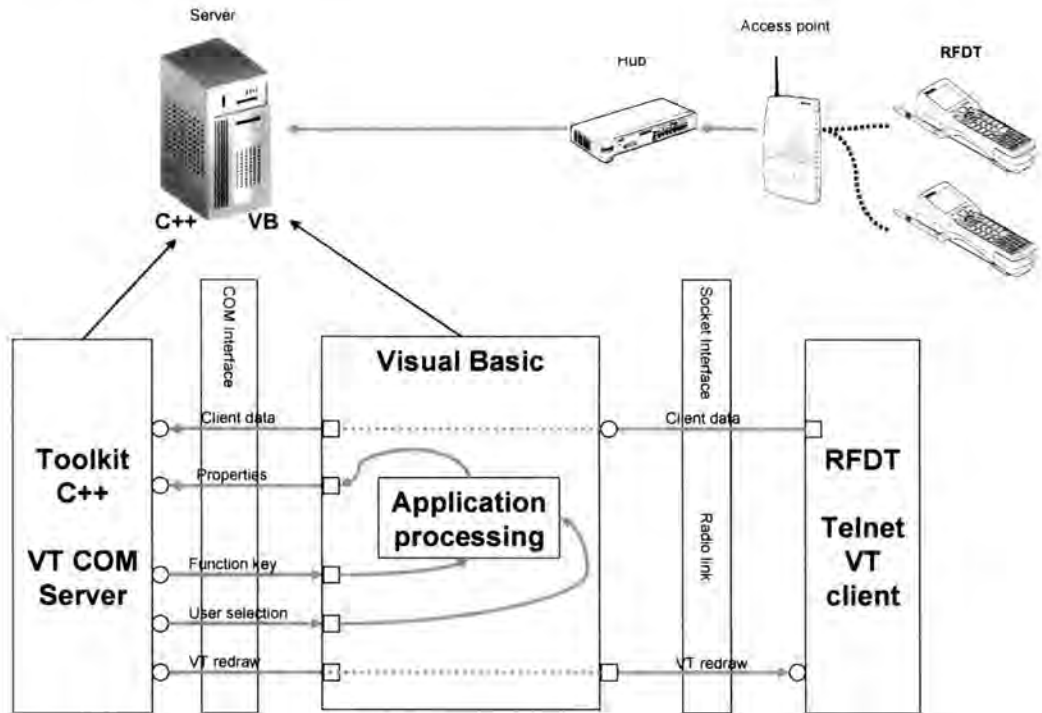 Server
Access point
Hub
RFDT
C++ VB
COM Interface
Socket Interface
Radio link
Visual Basic
Client data
Client data
Toolkit
C++
VT COM
Server
Properties
Application
processing
Function key
User selection
VT redraw
VT redraw
RFDT
Telnet
VT
client